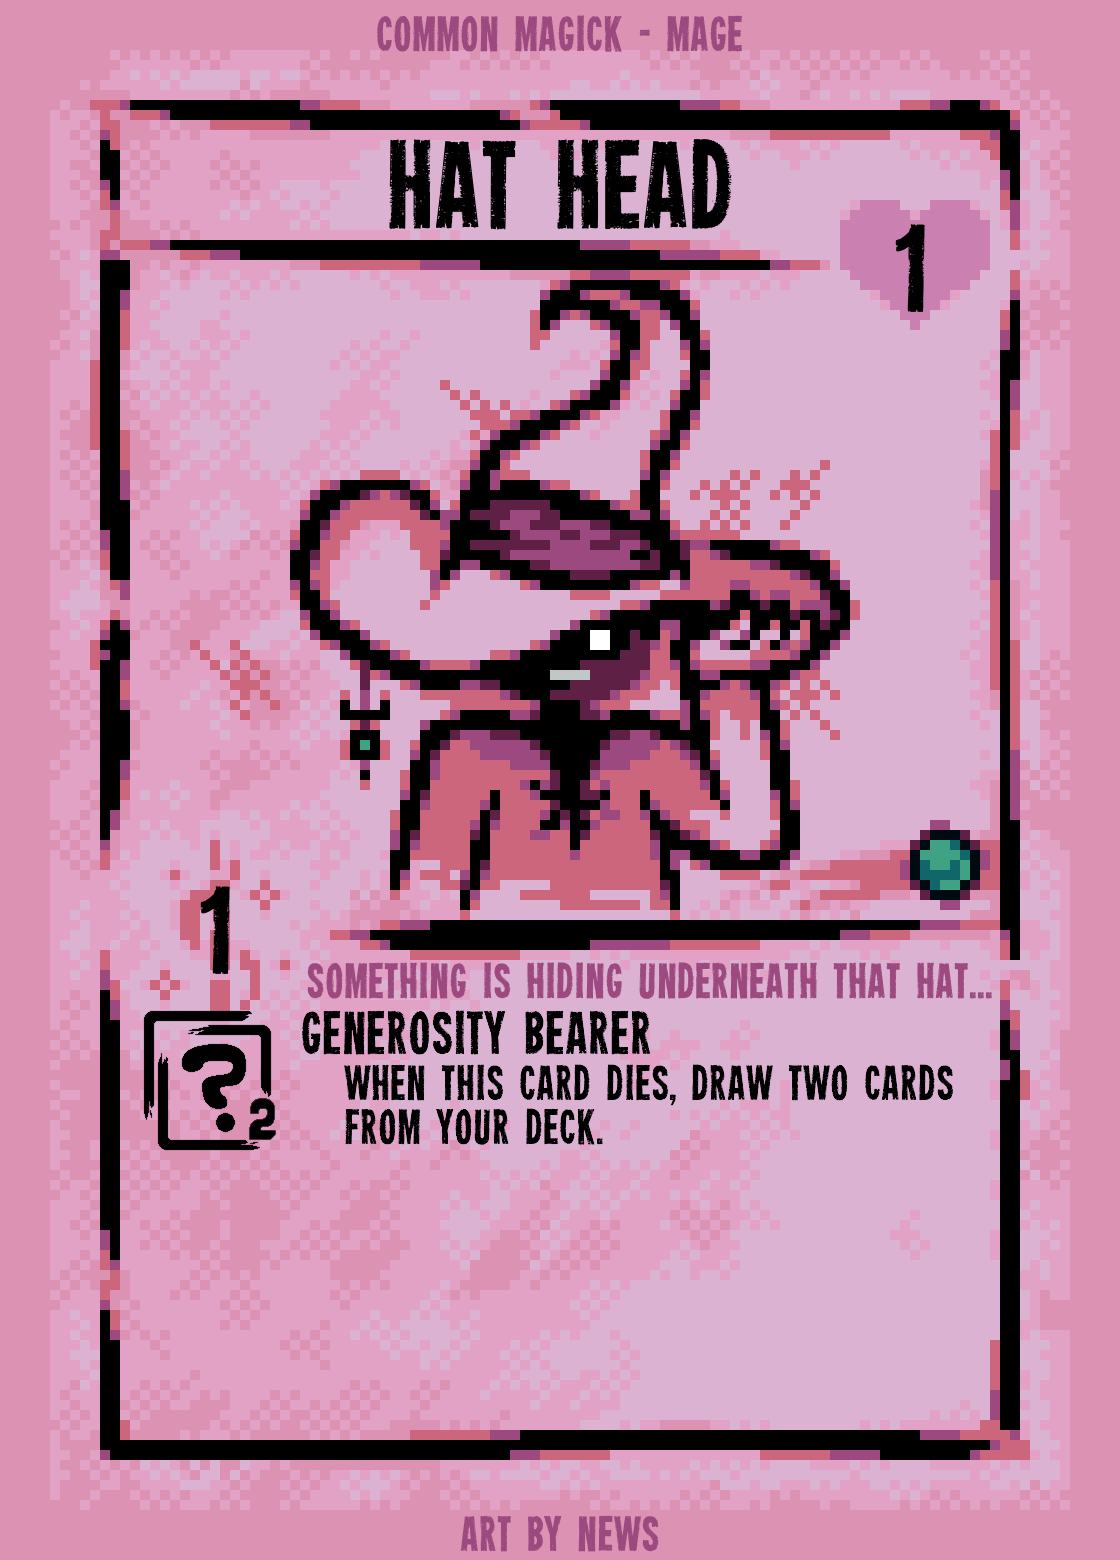 COMMON MAGICK - MAGE
HAT HEAD
1
1
SOMETHING IS HIDING UNDERNEATH THAT HAT...
GENEROSITY BEARER
?2
WHEN THIS CARD DIES, DRAW TWO CARDS
FROM YOUR DECK.
ART BY NEWS